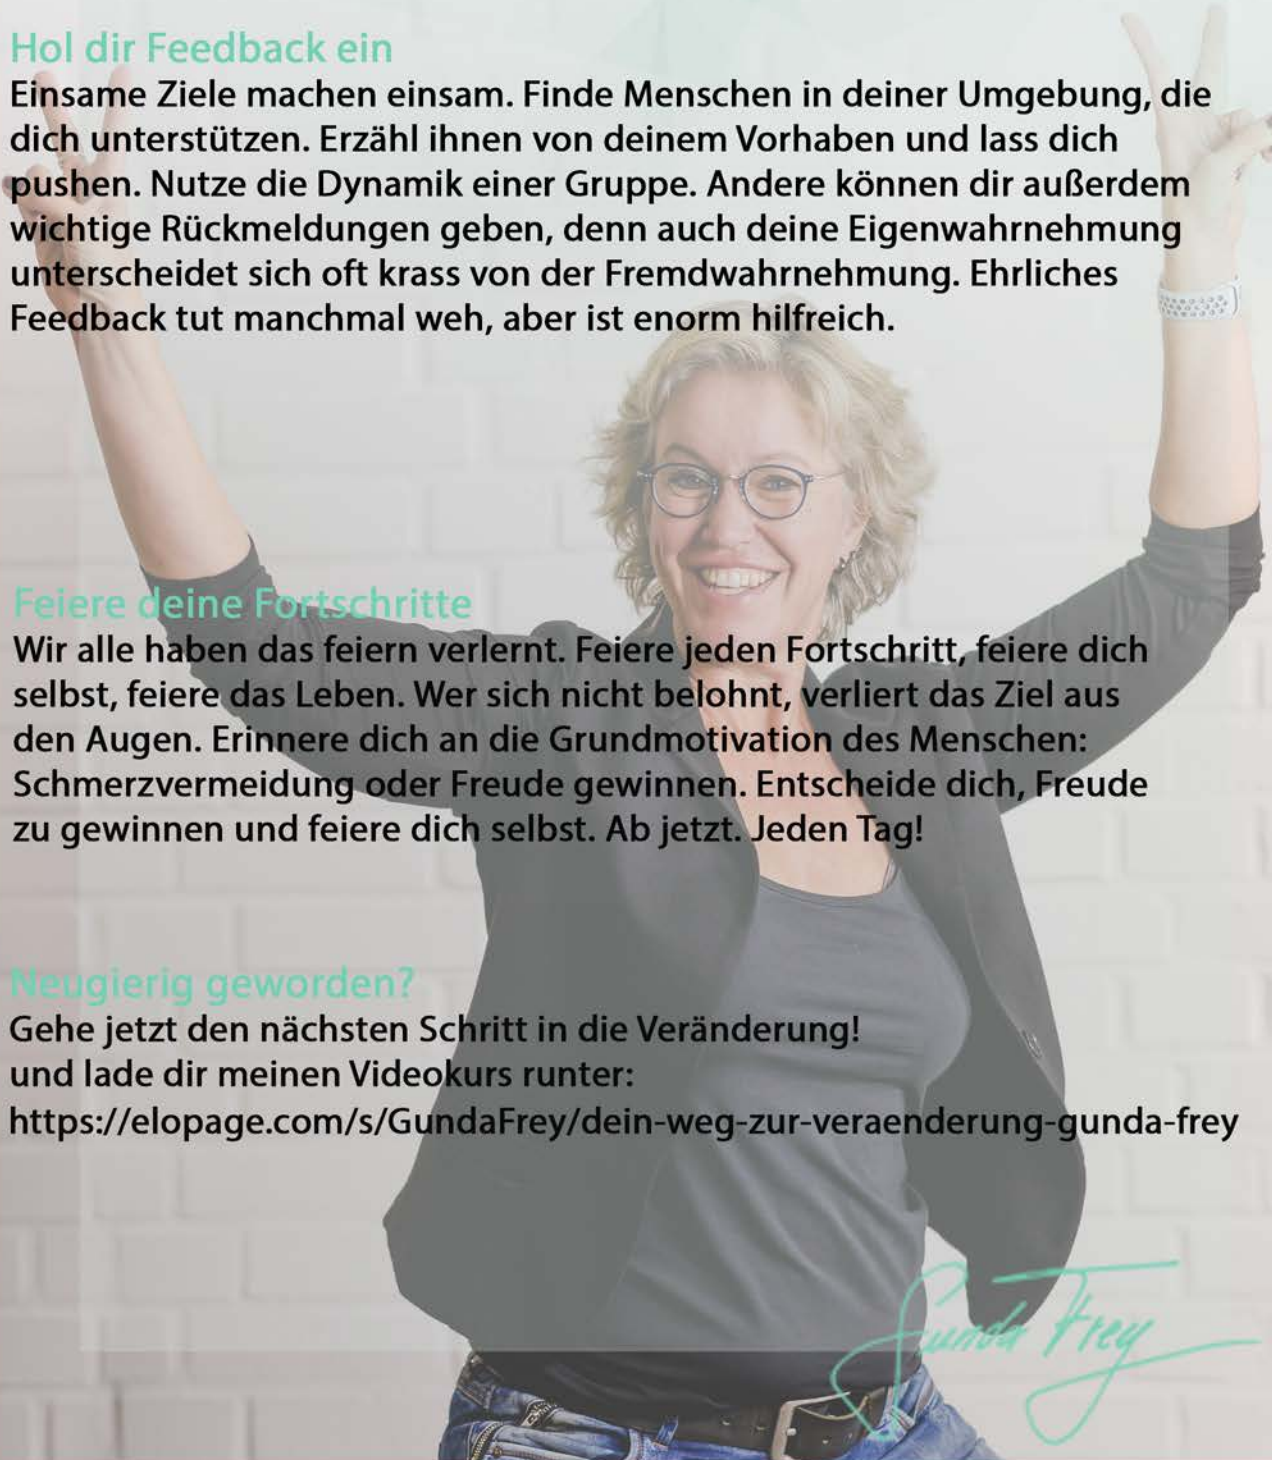 Hol dir Feedback ein
Einsame Ziele machen einsam. Finde Menschen in deiner Umgebung, die
dich unterstützen. Erzähl ihnen von deinem Vorhaben und lass dich
pushen. Nutze die Dynamik einer Gruppe. Andere können dir außerdem
wichtige Rückmeldungen geben, denn auch deine Eigenwahrnehmung
unterscheidet sich oft krass von der Fremdwahrnehmung. Ehrliches
Feedback tut manchmal weh, aber ist enorm hilfreich.
Feiere deine Fortschritte
Wir alle haben das feiern verlernt. Feiere jeden Fortschritt, feiere dich
selbst, feiere das Leben. Wer sich nicht belohnt, verliert das Ziel aus
den Augen. Erinnere dich an die Grundmotivation des Menschen:
Schmerzvermeidung oder Freude gewinnen. Entscheide dich, Freude
zu gewinnen und feiere dich selbst. Ab jetzt. Jeden Tag!
Neugierig geworden?
Gehe jetzt den nächsten Schritt in die Veränderung!
und lade dir meinen Videokurs runter:
https://elopage.com/s/GundaFrey/dein-weg-zur-veraenderung-gunda-frey
Gunda Frey